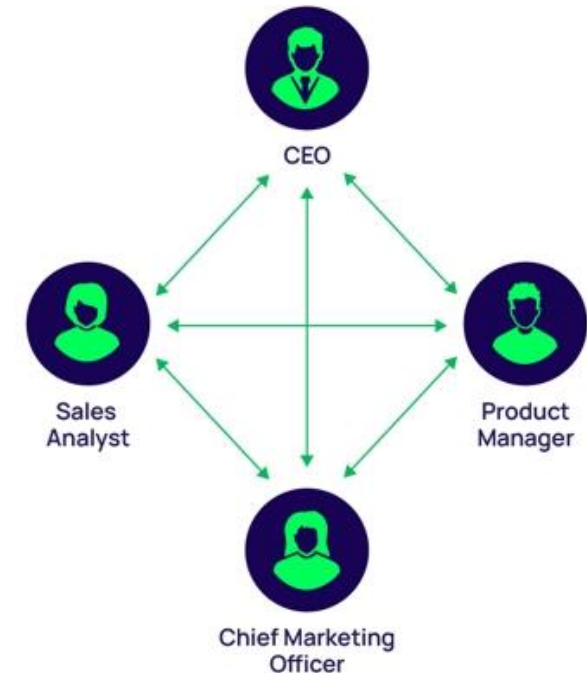 CEO
Sales
Analyst
Product
Manager
Chief Marketing
Officer